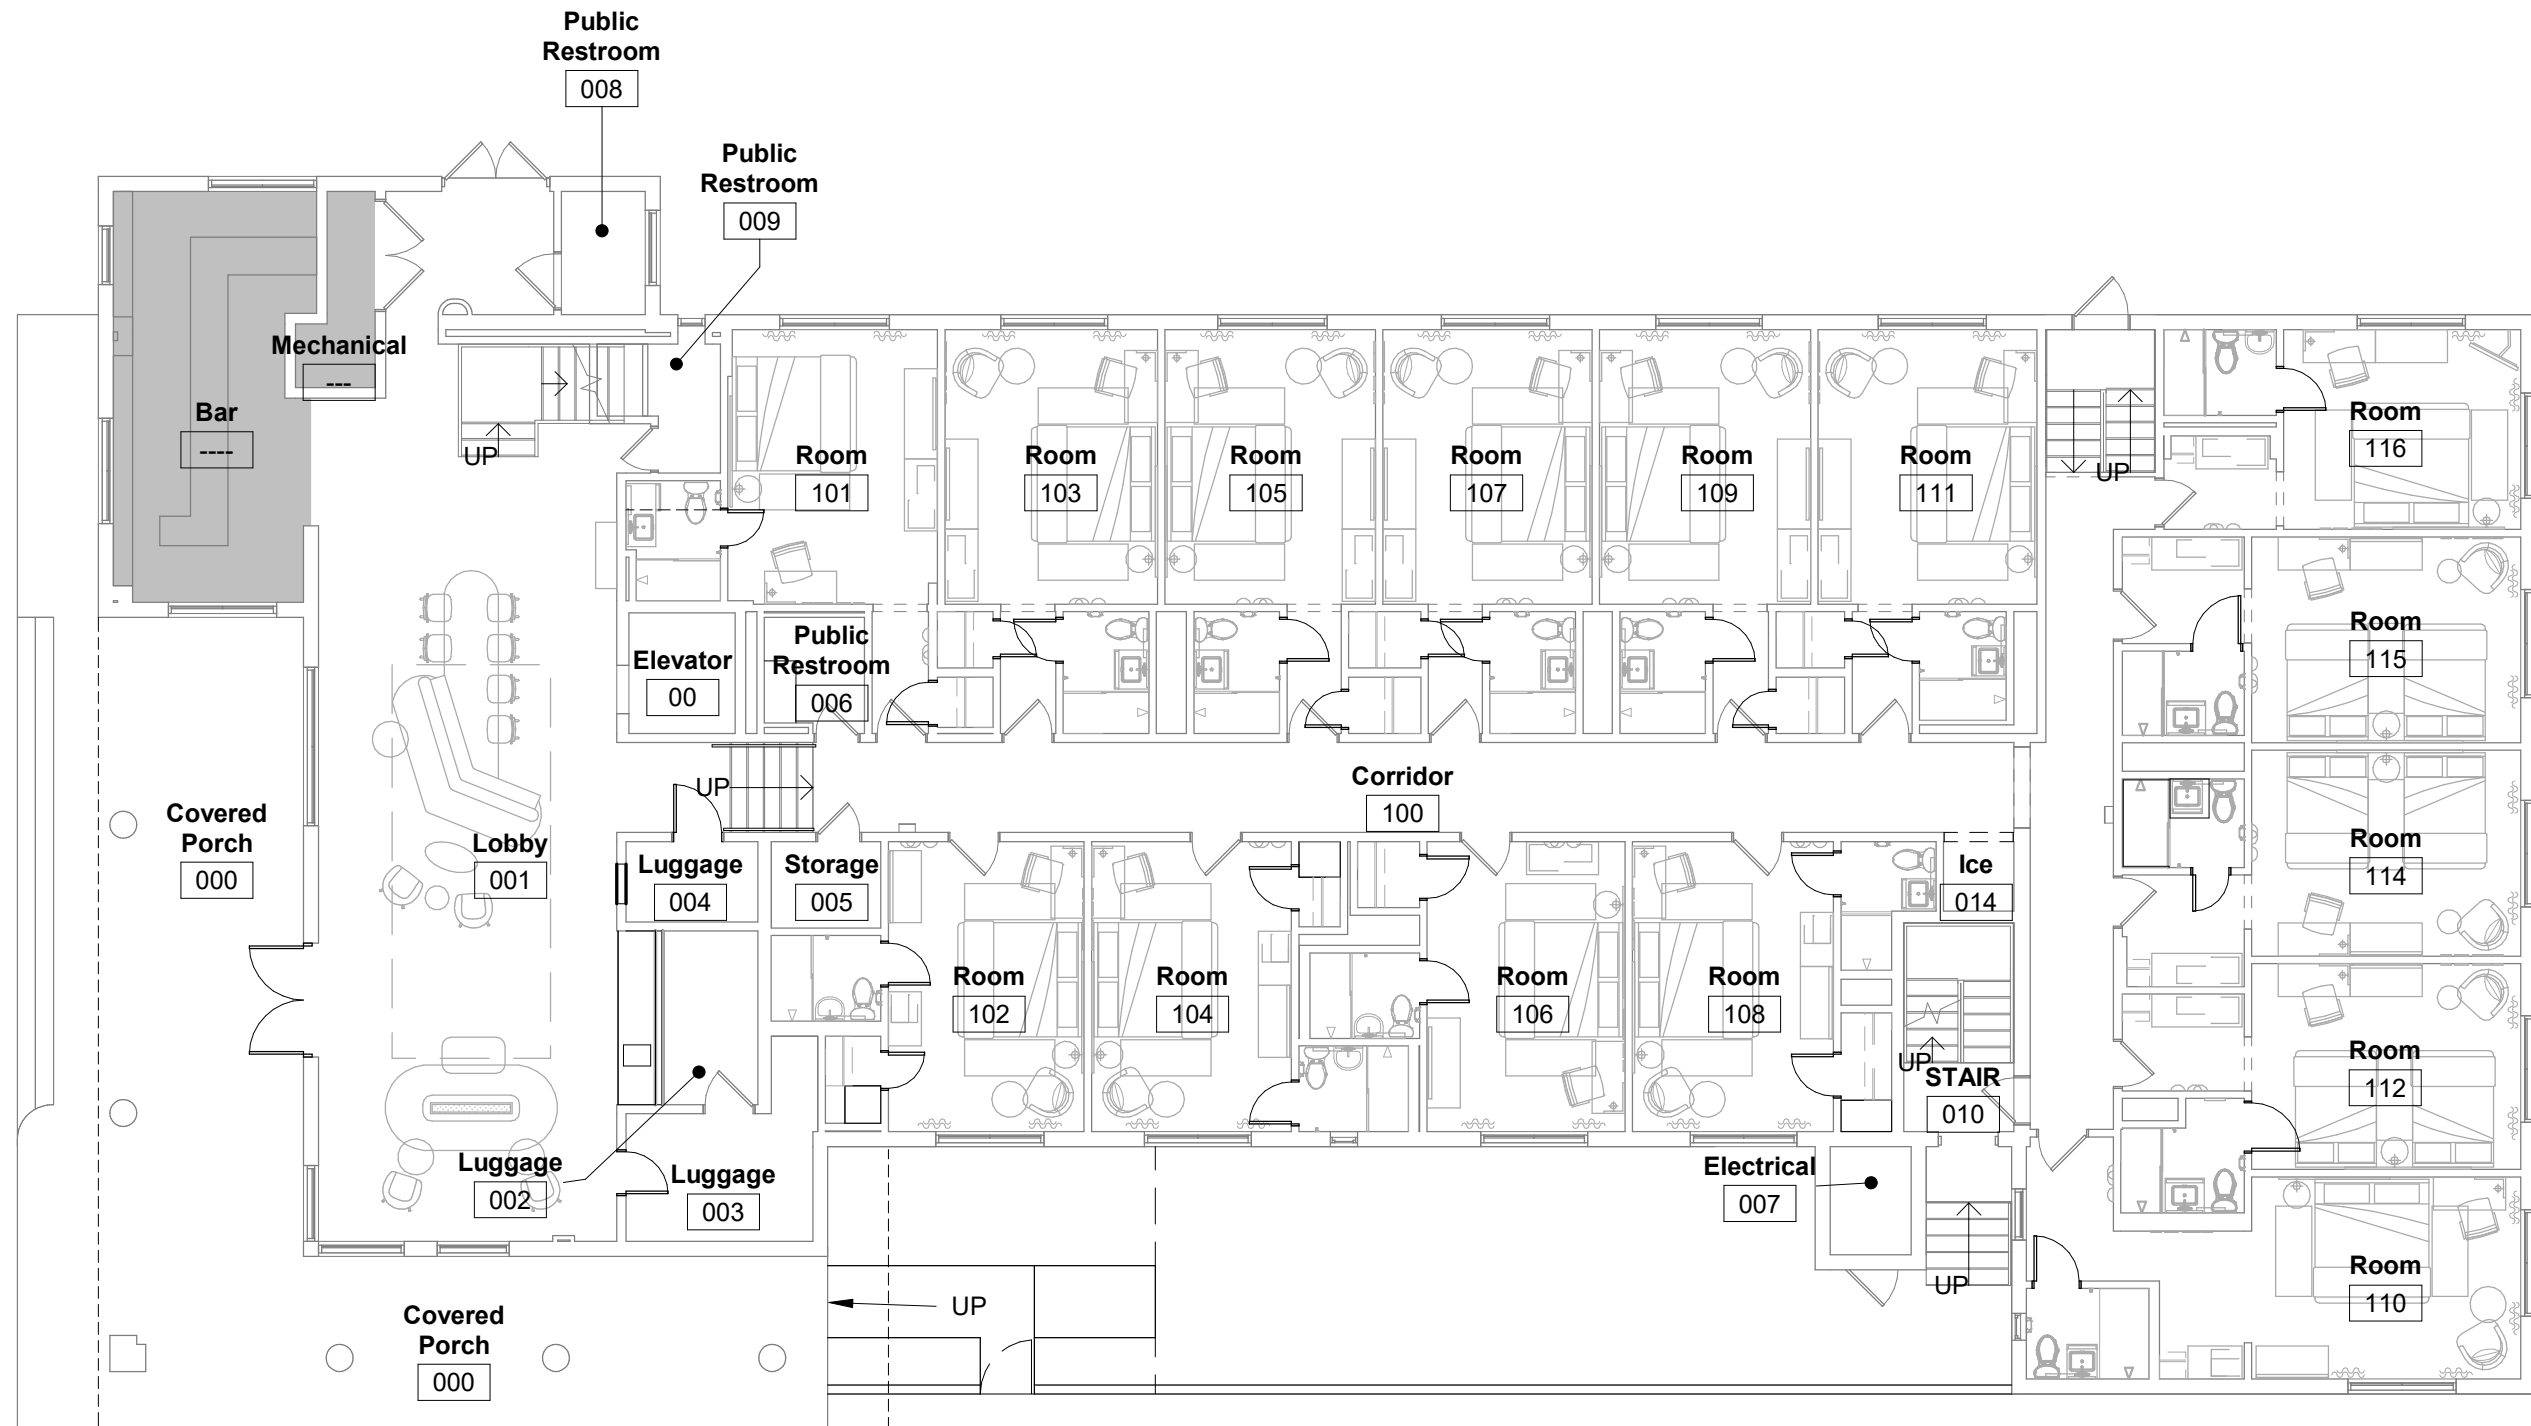 Public
Restroom
008
Public
Restroom
009
Mechanical
---
Bar
----
UP
Room
101
Room
103
Room
105
Room
107
Room
109
Room
111
UP
Room
116
Elevator
00
Public
Restroom
006
Room
115
UP
Corridor
100
Covered
Porch
000
Lobby
001
Luggage
004
Storage
005
Ice
014
Room
114
Room
102
Room
104
Room
106
Room
108
UP
STAIR
010
Room
112
Luggage
002
Luggage
003
Electrical
007
UP
Room
110
UP
Covered
Porch
000